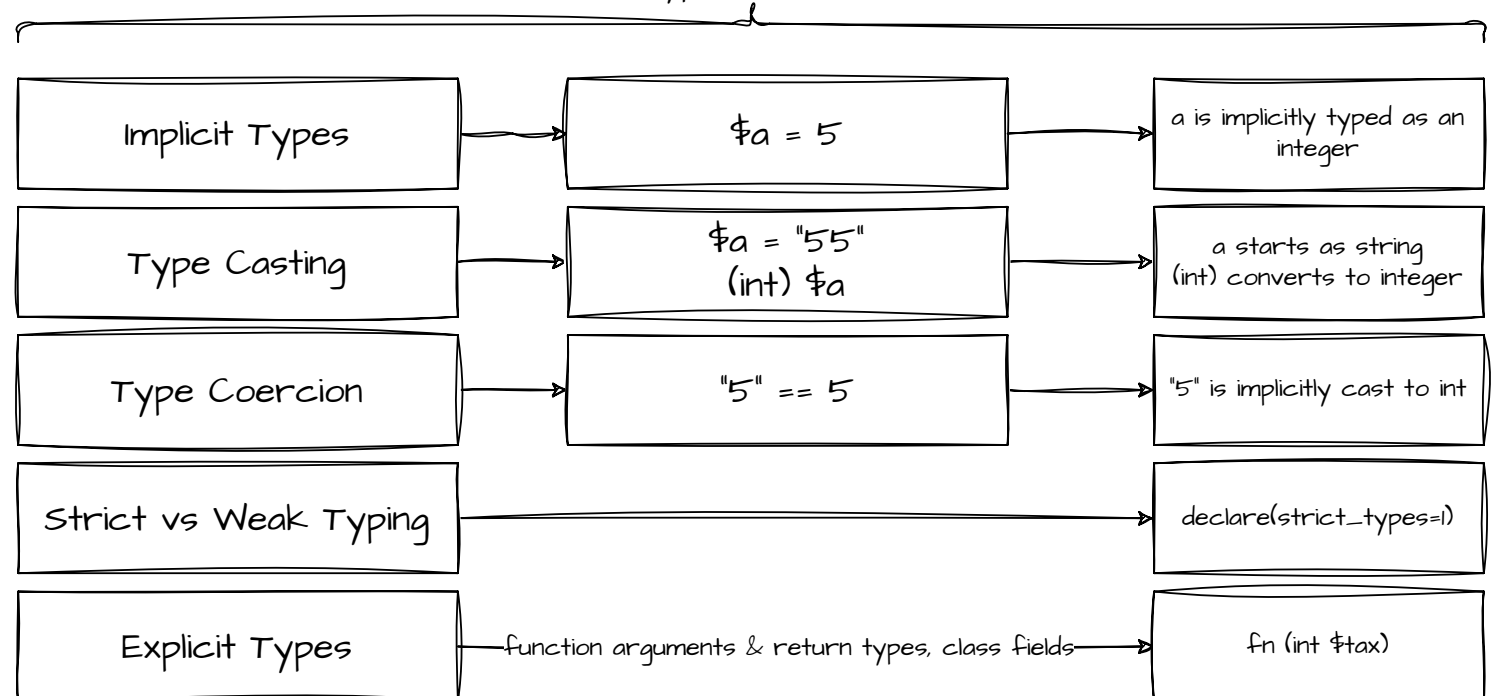 Implicit Types
$a = 5
a is implicitly typed as an
integer
Type Casting
$a = "55"
(int) $a
a starts as string
(int) converts to integer
Type Coercion
"5" == 5
"5" is implicitly cast to int
Strict vs Weak Typing
declare(strict_types=1)
Explicit Types
function arguments & return types, class fields
fn (int $tax)